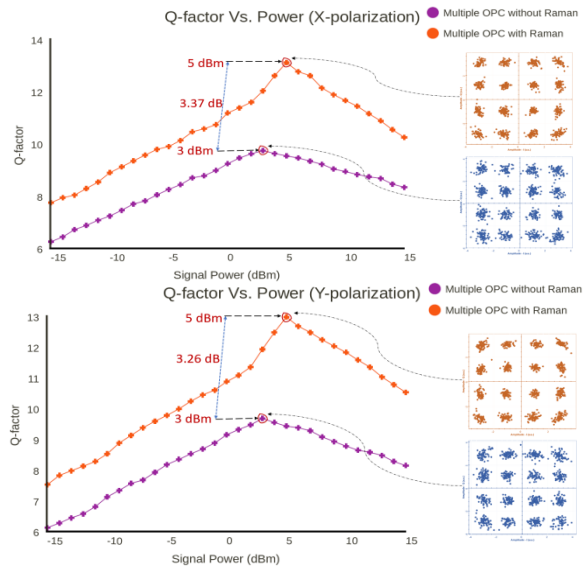 Q-factor Vs. Power (X-polarization)
Multiple OPC without Raman
Multiple OPC with Raman
14
12
10
8
6
Q-factor
5 dBm
3.37 dB
3 dBm
-15
-10
-5
0
5
10
15
Signal Power (dBm)
Q-factor Vs. Power (Y-polarization)
Multiple OPC without Raman
Multiple OPC with Raman
13
12
11
10
9
8
7
6
Q-factor
5 dBm
3.26 dB
3 dBm
-15
-10
-5
0
5
10
15
Signal Power (dBm)